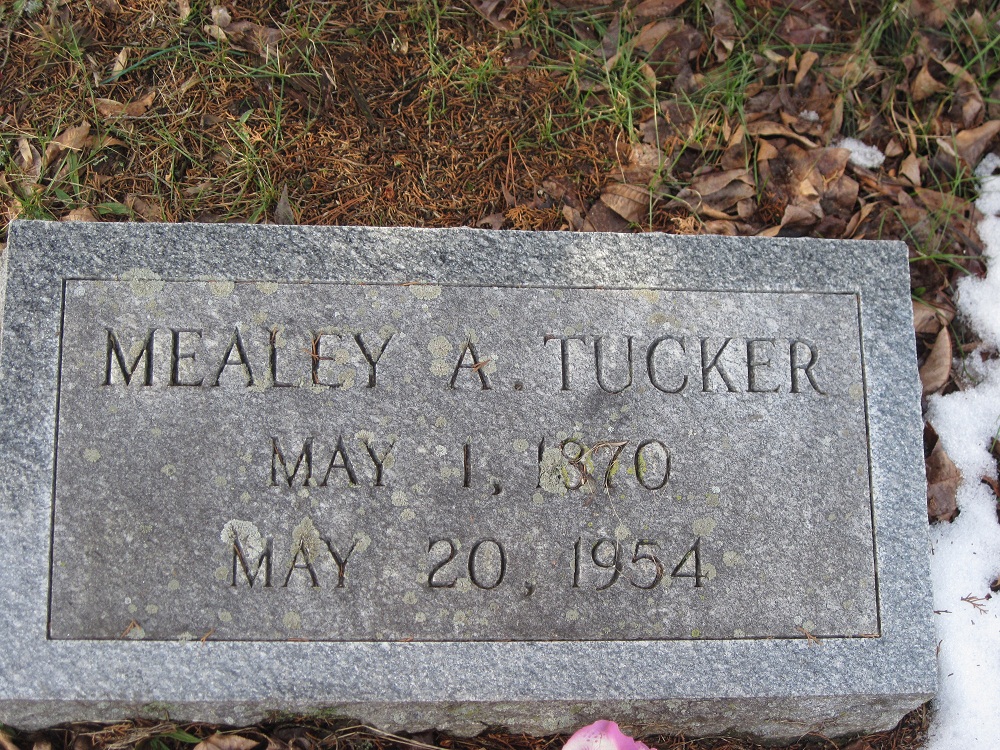 MEALEY A. TUCKER
MAY 1, 1870
MAY 20, 1954